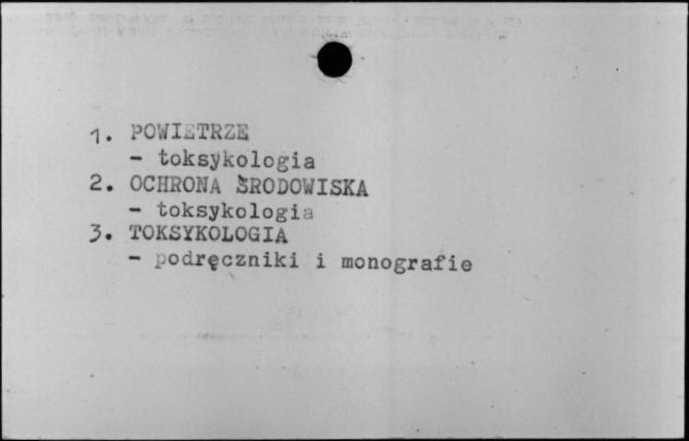 1. POWIETRZE
- toksykologia
2. OCHRONA ŚRODOWISKA
- toksykologia
3. TOKSYKOLOGIA
- podręczniki i monografie